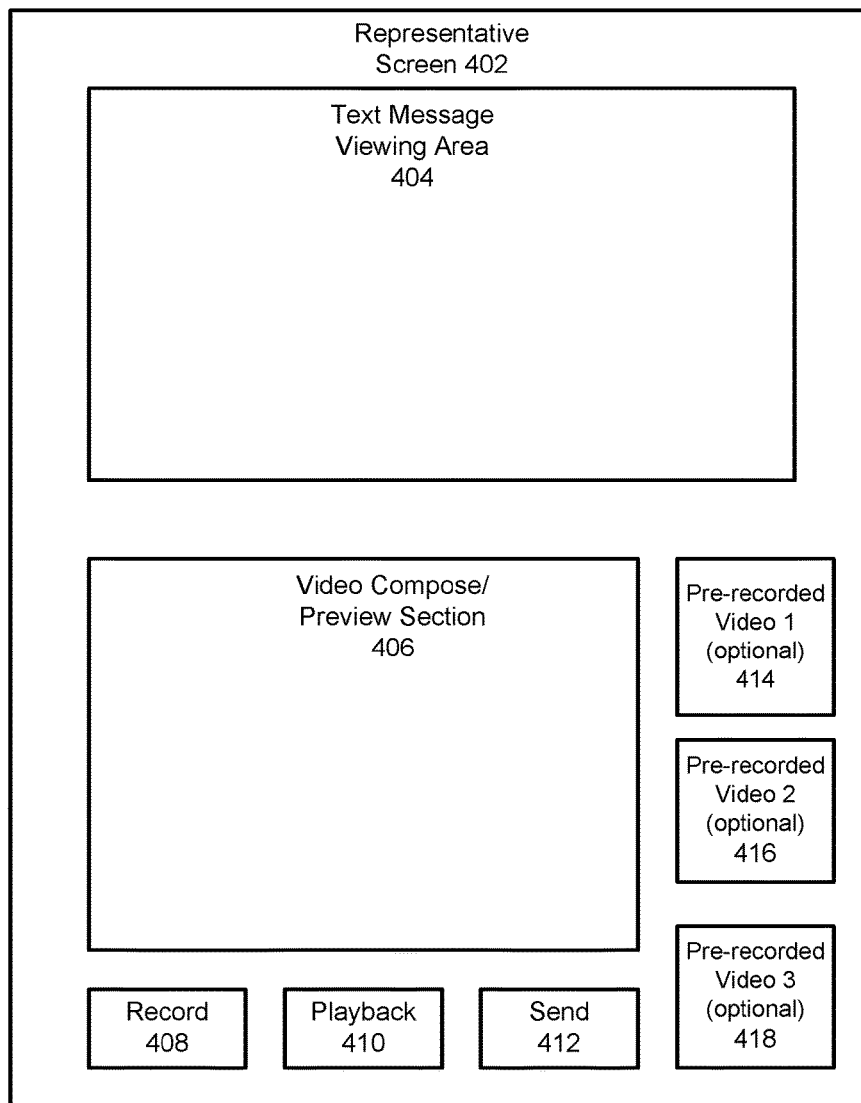 Representative
Screen 402
Text Message
Viewing Area
404
Video Compose/
Preview Section
406
Pre-recorded
Video 1
(optional)
414
Pre-recorded
Video 2
(optional)
416
Pre-recorded
Video 3
(optional)
418
Record
408
Playback
410
Send
412